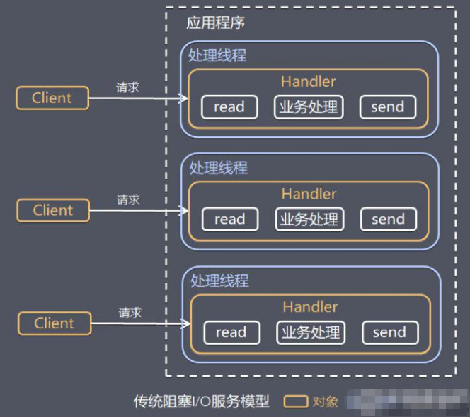 应用程序
处理线程
Handler
Client
请求
read
业务处理
send
处理线程
Handler
Client
请求
read
业务处理
send
处理线程
Handler
Client
请求
read
业务处理
send
传统阻塞I/O服务模型
对象